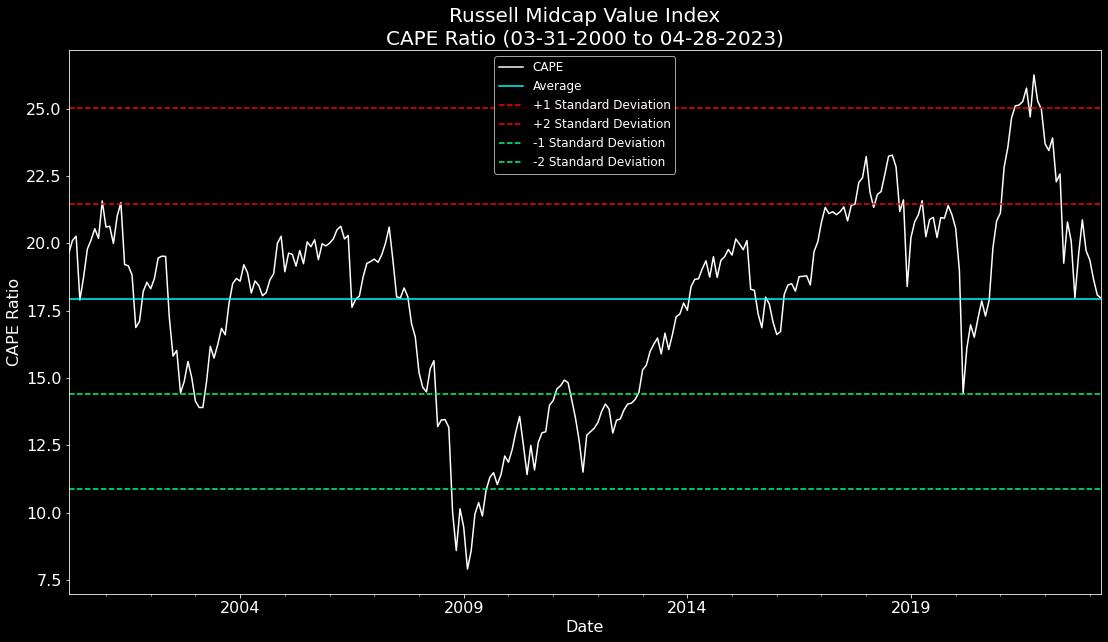 Russell Midcap Value Index
CAPE Ratio (03-31-2000 to 04-28-2023)
CAPE
Average
+1 Standard Deviation
+2 Standard Deviation
-1 Standard Deviation
-2 Standard Deviation
CAPE Ratio
25.0
22.5
20.0
17.5
15.0
12.5
10.0
7.5
2004
2009
2014
2019
Date